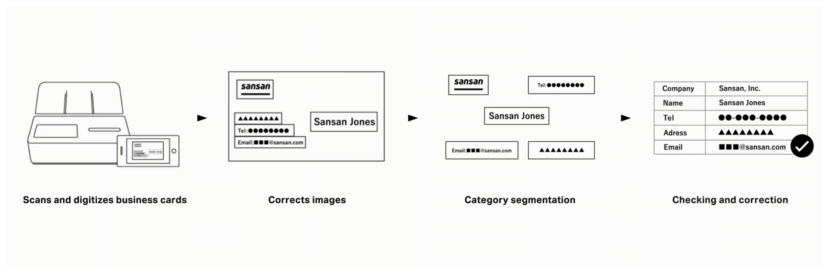 Scans and digitizes business cards
sansan
▲▲▲▲▲▲▲▲
Tel:●●●●●●●●
Email:■■■@sansan.com
Sansan Jones
Corrects images
sansan
Tel:●●●●●●●●
Sansan Jones
Email:■■■@sansan.com
▲▲▲▲▲▲▲▲
Category segmentation
Company Sansan, Inc.
Name Sansan Jones
Tel ●●-●●●-●●●●
Adress ▲▲▲▲▲▲▲▲
Email ■■■@sansan.com
Checking and correction